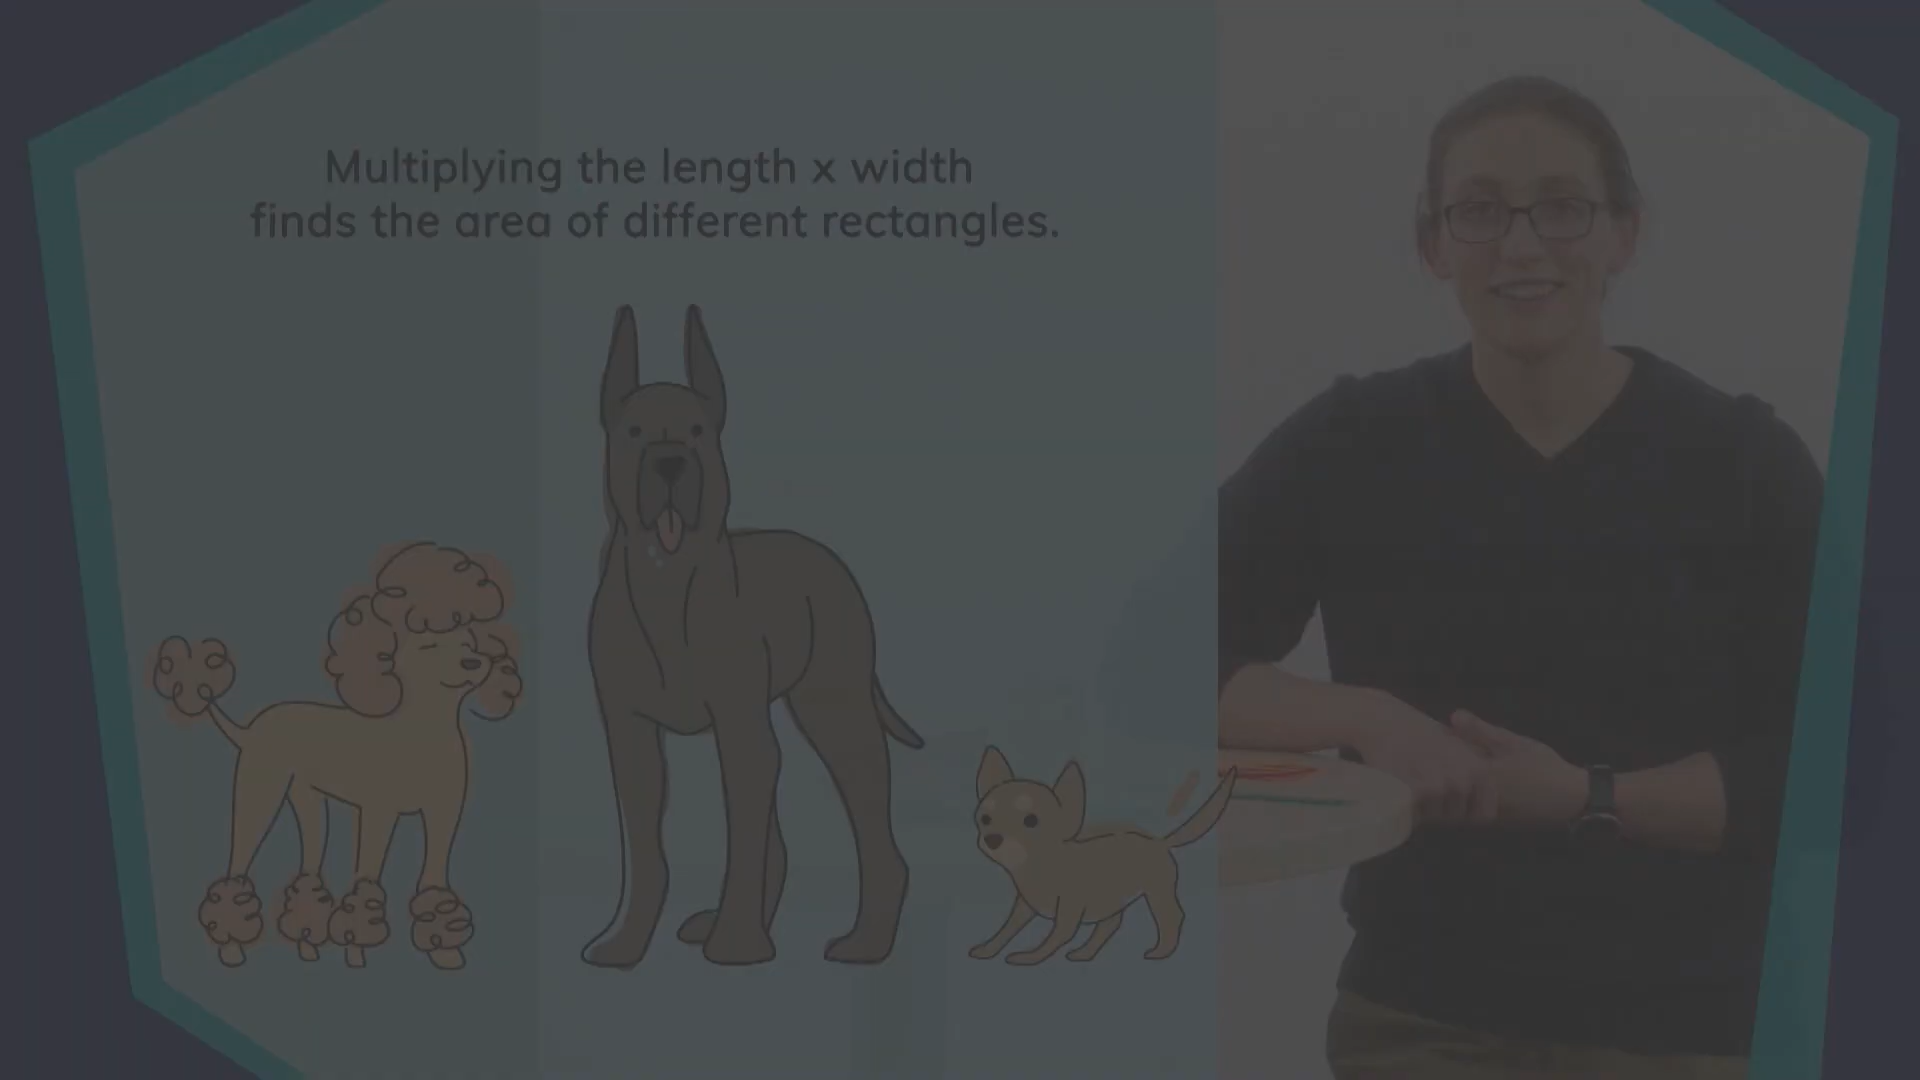 Multiplying the length x width
finds the area of different rectangles.